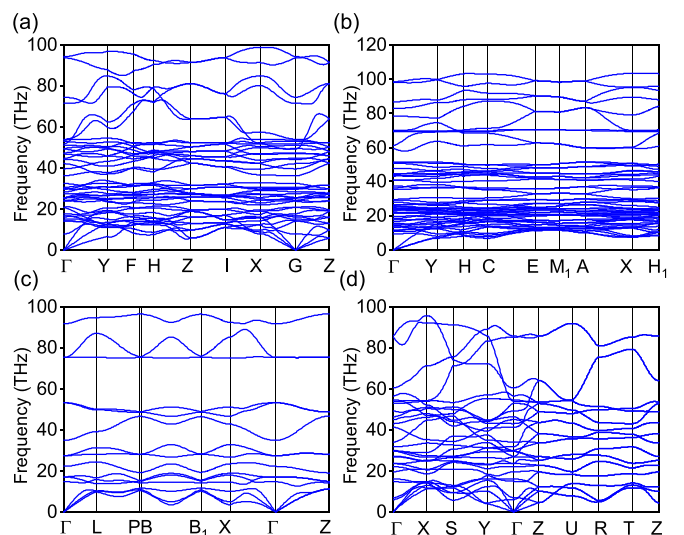 (a)
100
80
60
40
20
0
Frequency (THz)
Γ Y F H Z I X G Z
(b)
120
100
80
60
40
20
0
Frequency (THz)
Γ Y H C E M1 A X H1
(c)
100
80
60
40
20
0
Frequency (THz)
Γ L PB B1 X Γ Z
(d)
100
80
60
40
20
0
Frequency (THz)
Γ X S Y Γ Z U R T Z